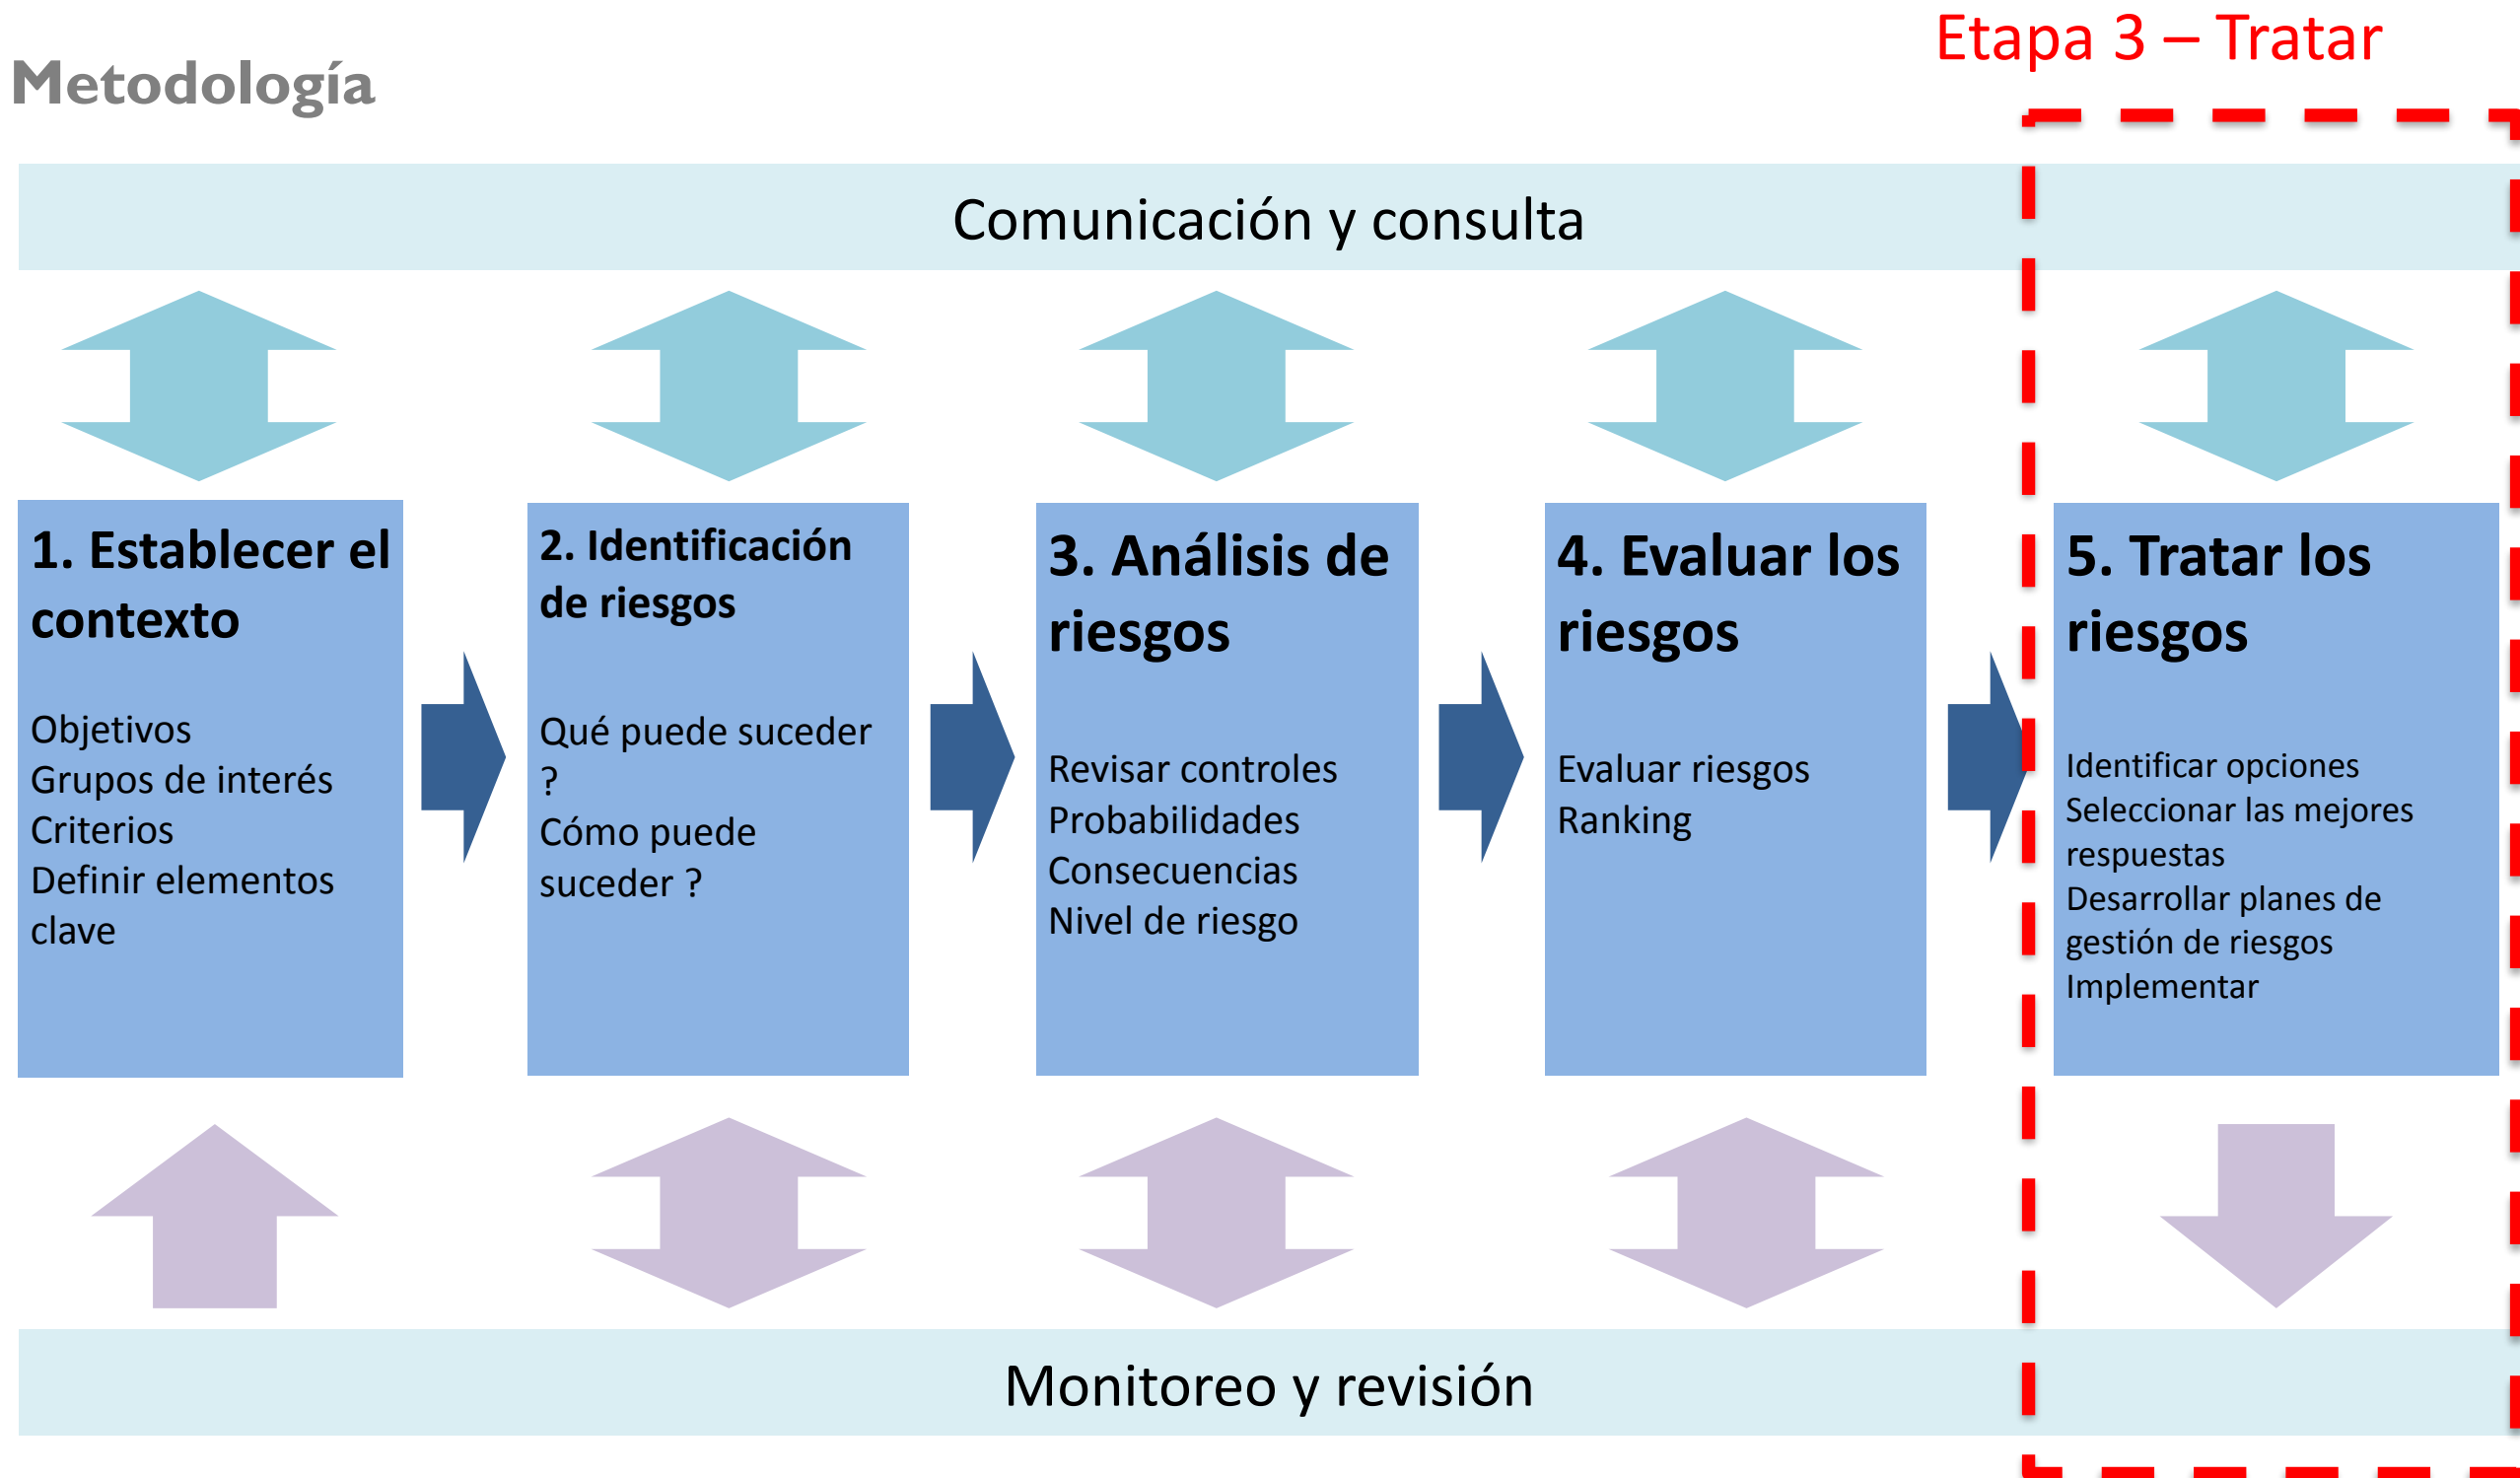 Etapa 3 – Tratar
Metodología
Comunicación y consulta
1. Establecer el
contexto
Objetivos
Grupos de interés
Criterios
Definir elementos
clave
2. Identificación
de riesgos
Qué puede suceder
?
Cómo puede
suceder ?
3. Análisis de
riesgos
Revisar controles
Probabilidades
Consecuencias
Nivel de riesgo
4. Evaluar los
riesgos
Evaluar riesgos
Ranking
5. Tratar los
riesgos
Identificar opciones
Seleccionar las mejores
respuestas
Desarrollar planes de
gestión de riesgos
Implementar
Monitoreo y revisión